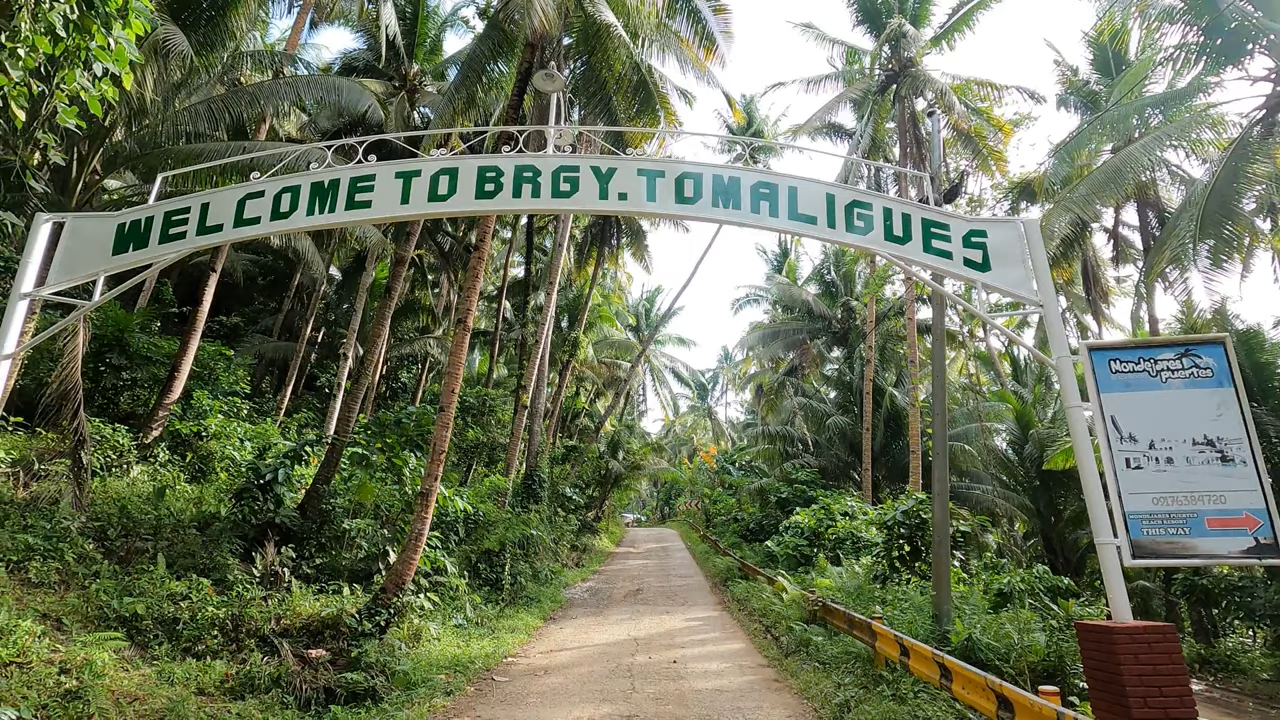 WELCOME TO BRGY. TOMALIGUES
Mondejares
puertes
09176384720
MONDEJARES PUERTES
BEACH RESORT
THIS WAY